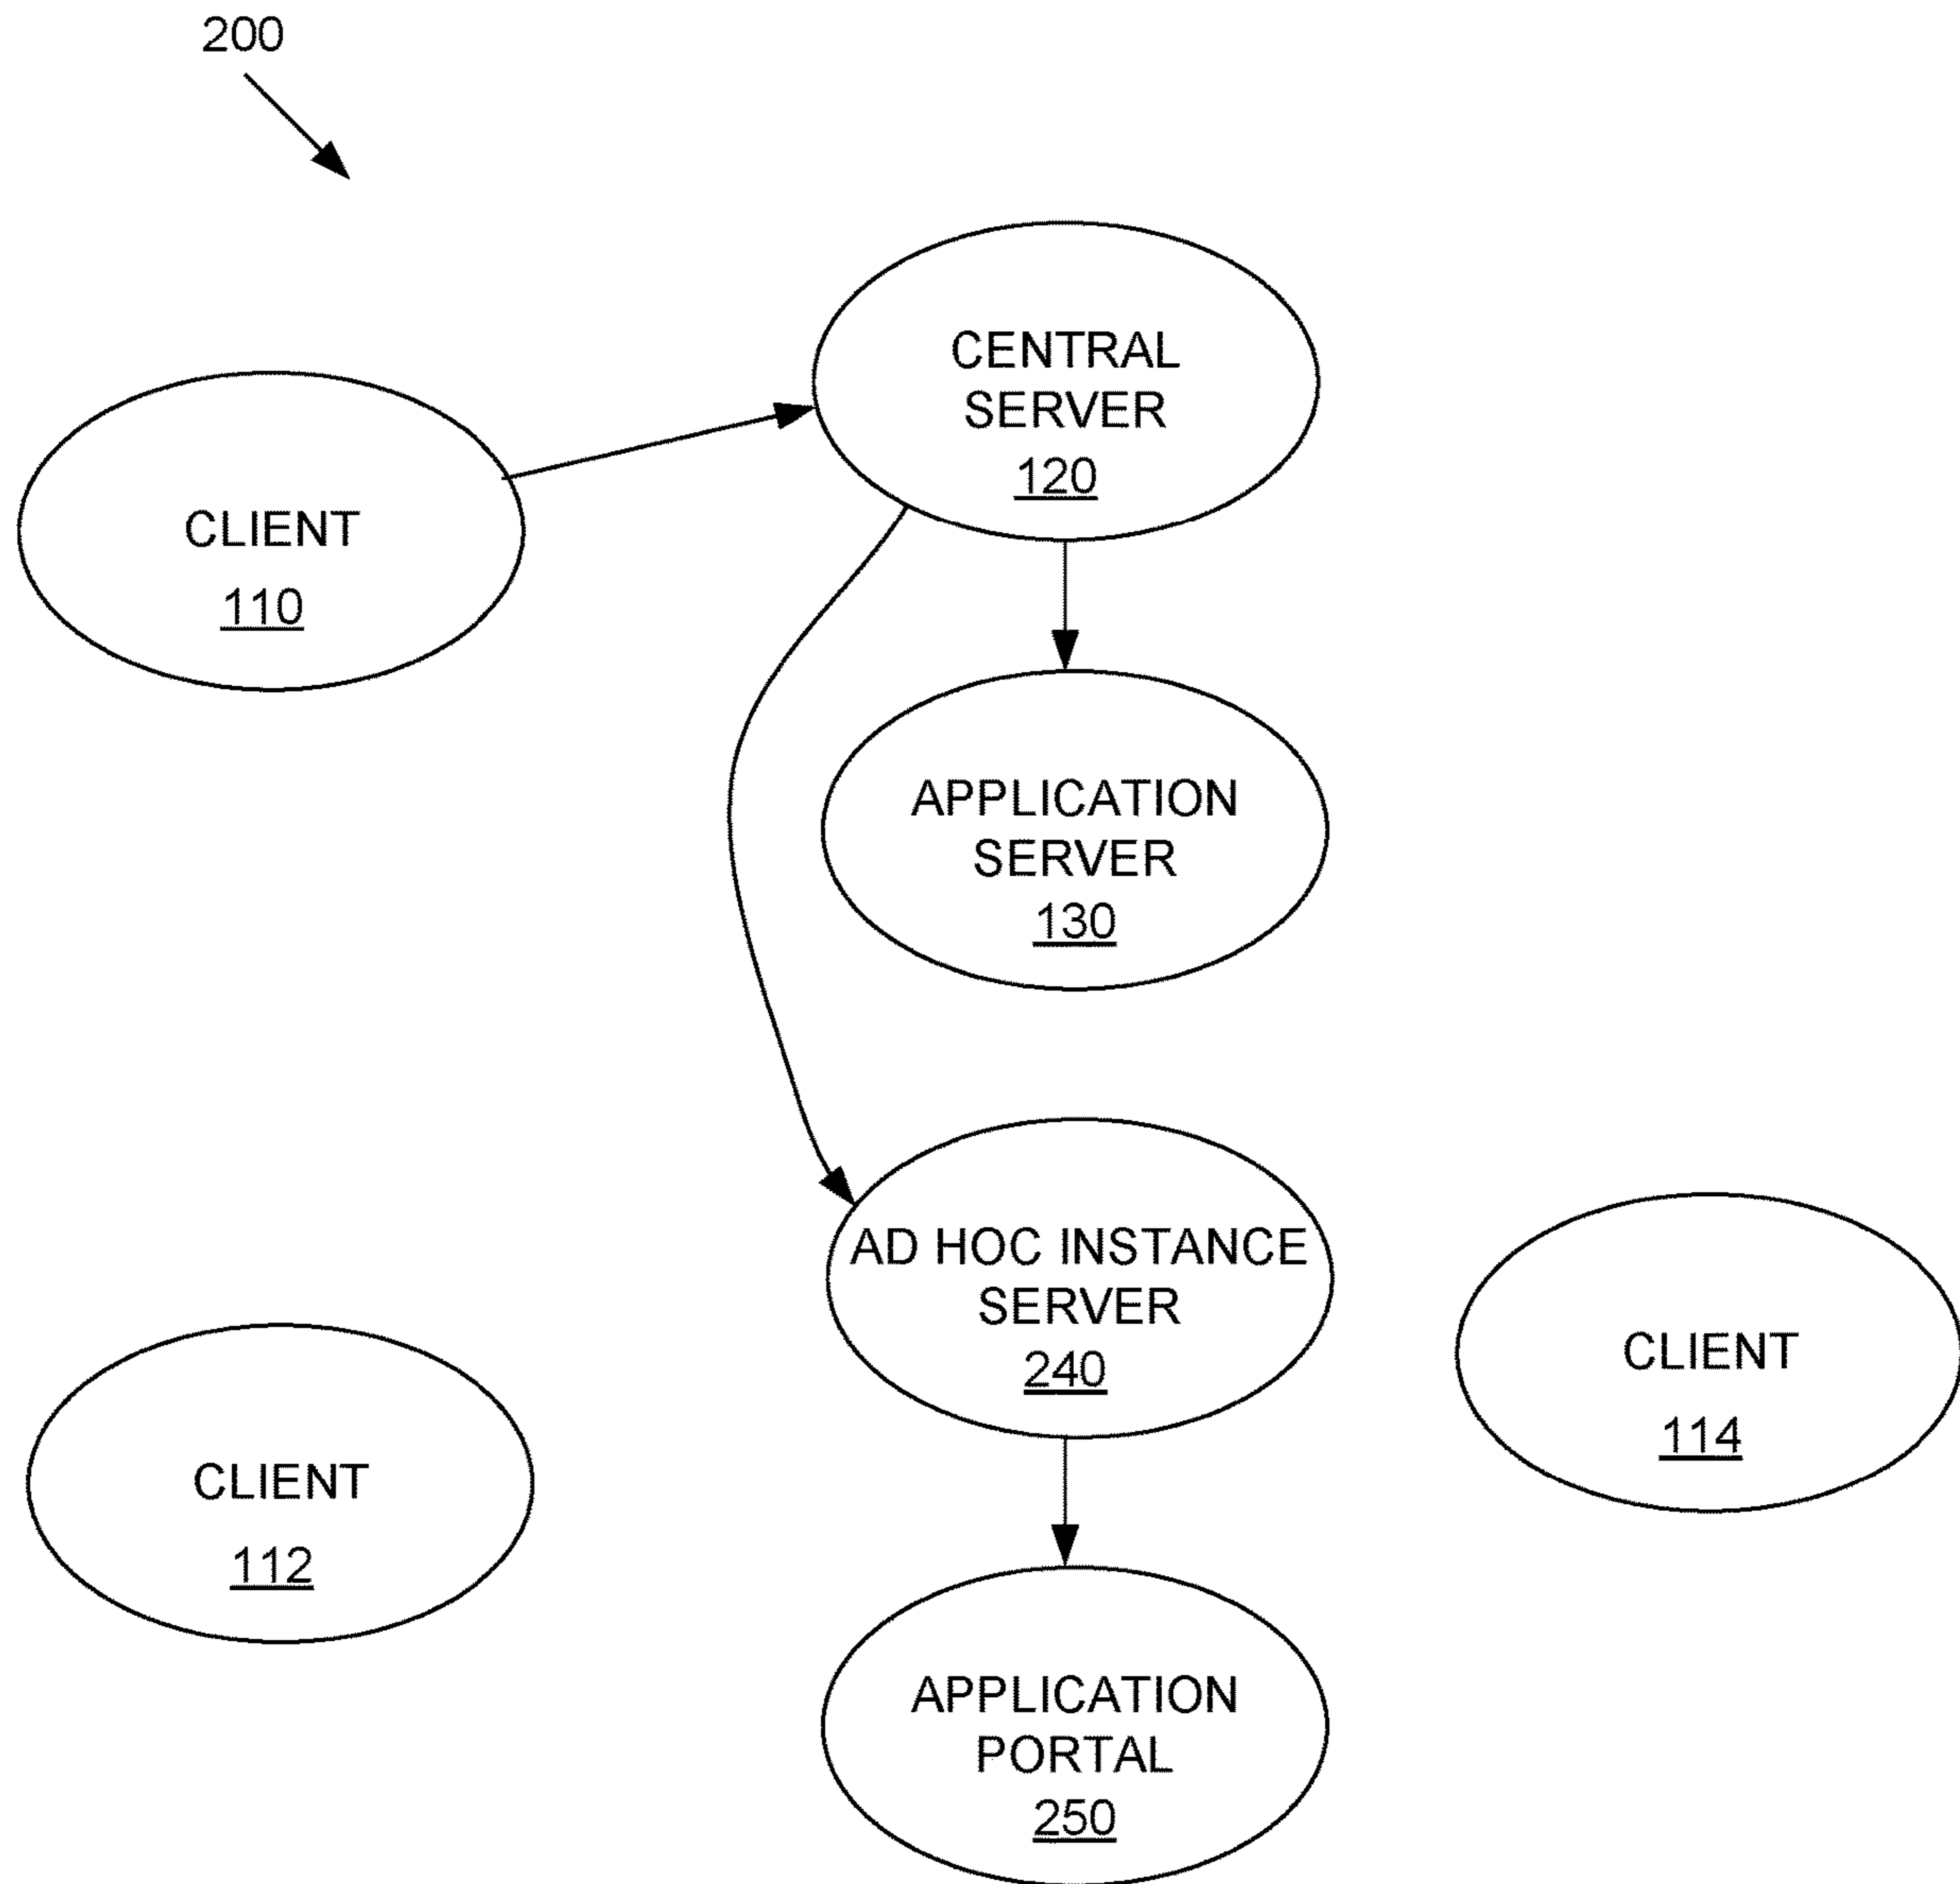 200
CENTRAL
SERVER
120
CLIENT
110
APPLICATION
SERVER
130
AD HOC INSTANCE
SERVER
240
CLIENT
114
CLIENT
112
APPLICATION
PORTAL
250